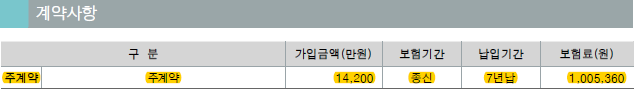 계약사항
구 분 가입금액(만원) 보험기간 납입기간 보험료(원)
주계약 주계약 14,200 종신 7년납 1,005,360